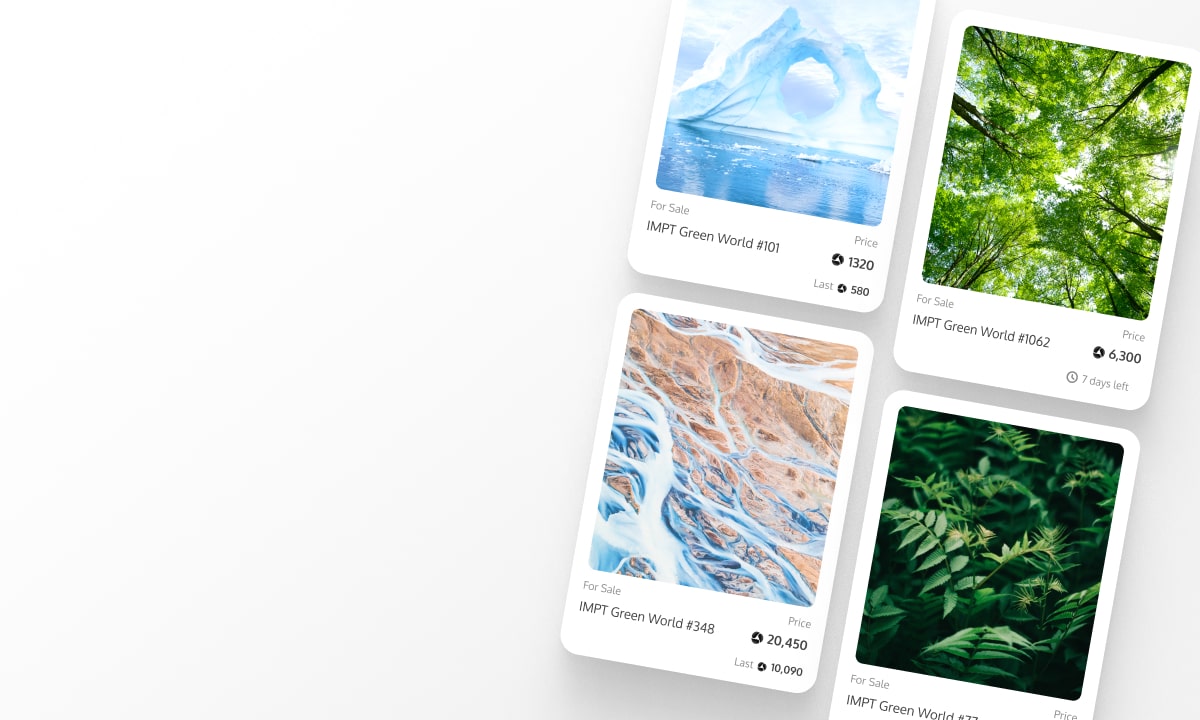 For Sale
IMPT Green World #101
Price
1320
Last 580
For Sale
IMPT Green World #1062
Price
6,300
7 days left
For Sale
IMPT Green World #348
Price
20,450
Last 10,090
For Sale
IMPT Green World #77
Price